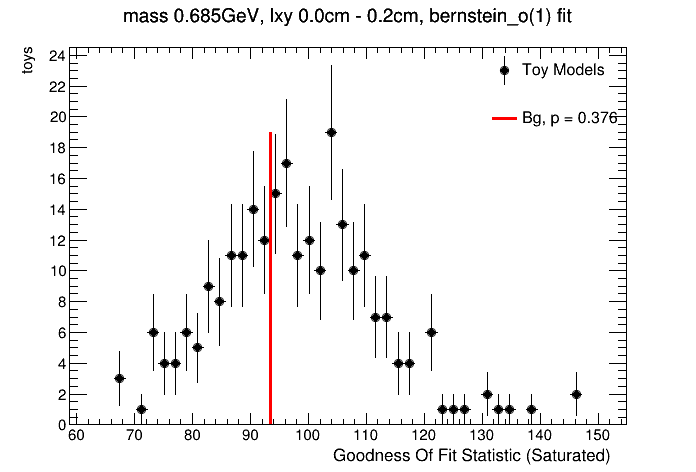 mass 0.685GeV, lxy 0.0cm - 0.2cm, bernstein_o(1) fit
toys
24
22
20
18
16
14
12
10
8
6
4
2
0
Toy Models
Bg, p = 0.376
60 70 80 90 100 110 120 130 140 150
Goodness Of Fit Statistic (Saturated)